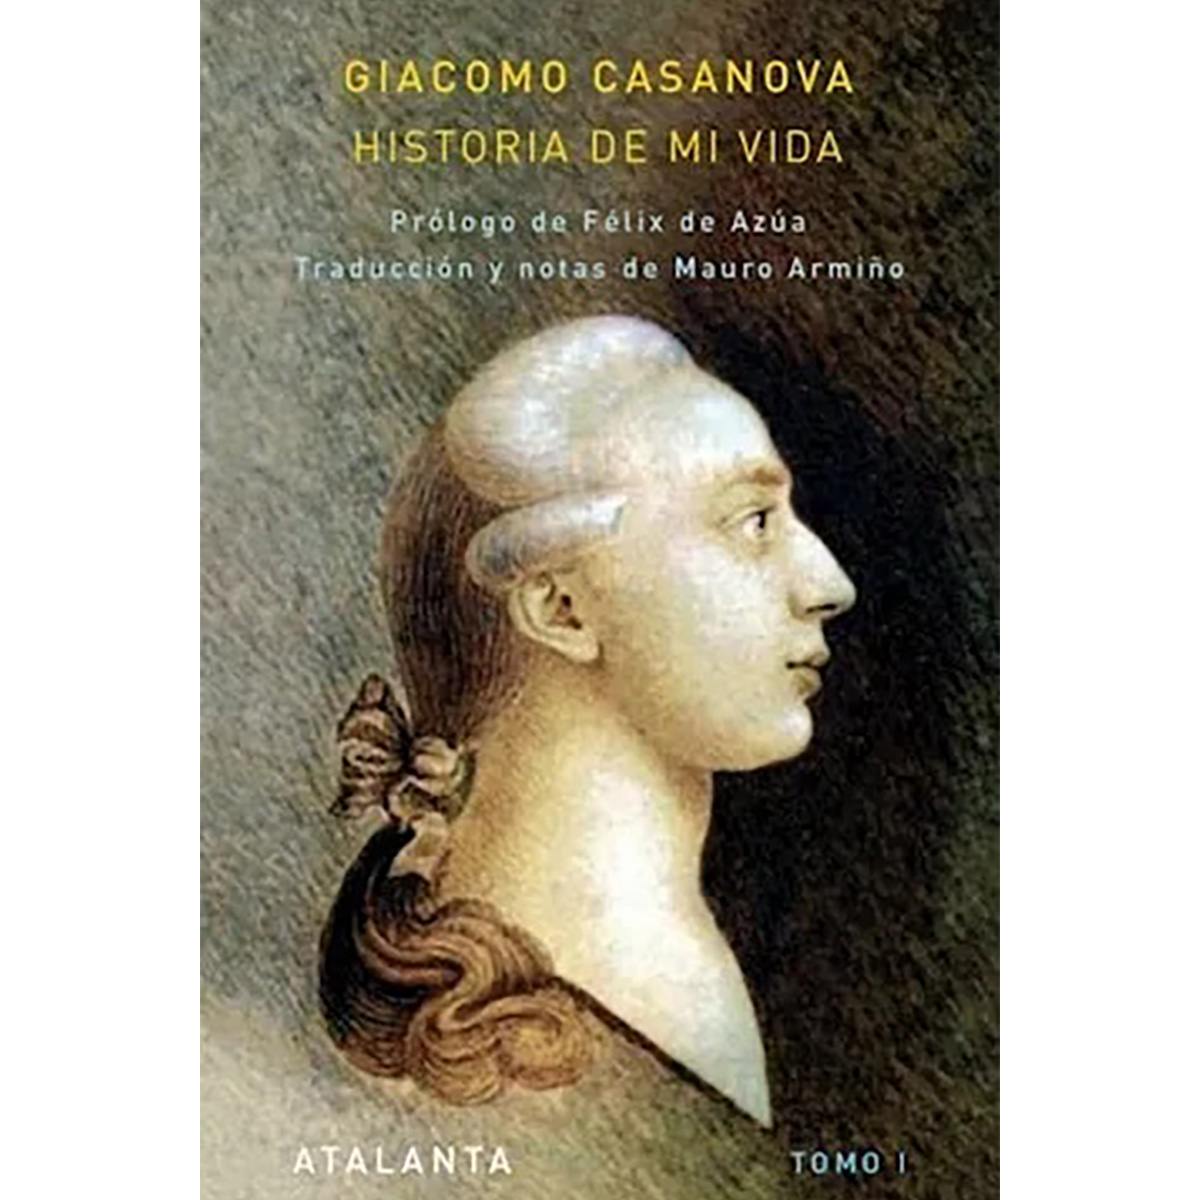 GIACOMO CASANOVA
HISTORIA DE MI VIDA
Prólogo de Félix de Azúa
Traducción y notas de Mauro Armiño
ATALANTA
TOMO I